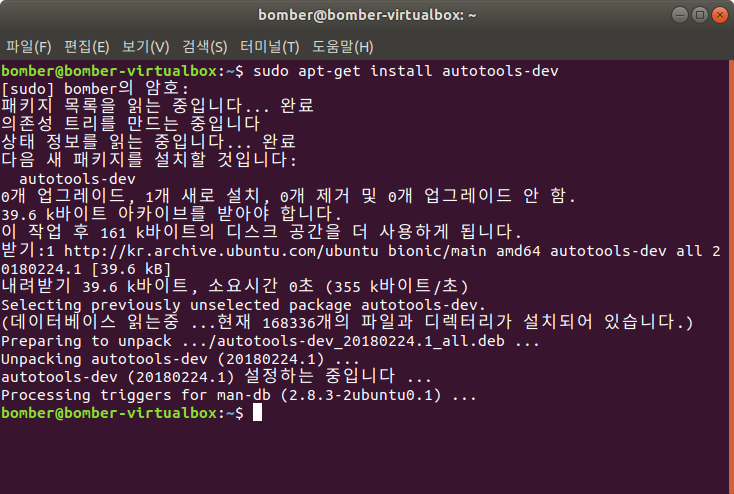 bomber@bomber-virtualbox: ~
파일(F) 편집(E) 보기(V) 검색(S) 터미널(T) 도움말(H)
bomber@bomber-virtualbox:~$ sudo apt-get install autotools-dev
[sudo] bomber의 암호:
패키지 목록을 읽는 중입니다... 완료
의존성 트리를 만드는 중입니다
상태 정보를 읽는 중입니다... 완료
다음 새 패키지를 설치할 것입니다:
  autotools-dev
0개 업그레이드, 1개 새로 설치, 0개 제거 및 0개 업그레이드 안 함.
39.6 k바이트 아카이브를 받아야 합니다.
이 작업 후 161 k바이트의 디스크 공간을 더 사용하게 됩니다.
받기:1 http://kr.archive.ubuntu.com/ubuntu bionic/main amd64 autotools-dev all 2
0180224.1 [39.6 kB]
내려받기 39.6 k바이트, 소요시간 0초 (355 k바이트/초)
Selecting previously unselected package autotools-dev.
(데이터베이스 읽는중 ...현재 168336개의 파일과 디렉터리가 설치되어 있습니다.)
Preparing to unpack .../autotools-dev_20180224.1_all.deb ...
Unpacking autotools-dev (20180224.1) ...
autotools-dev (20180224.1) 설정하는 중입니다 ...
Processing triggers for man-db (2.8.3-2ubuntu0.1) ...
bomber@bomber-virtualbox:~$